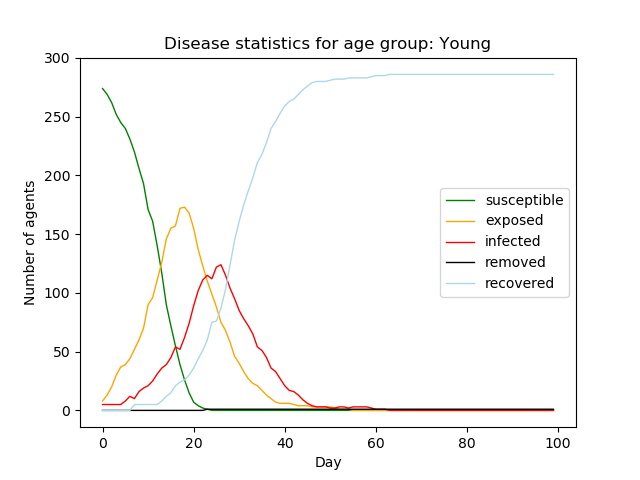 Disease statistics for age group: Young
Number of agents
300
250
200
150
100
50
0
susceptible
exposed
infected
removed
recovered
0
20
40
60
80
100
Day